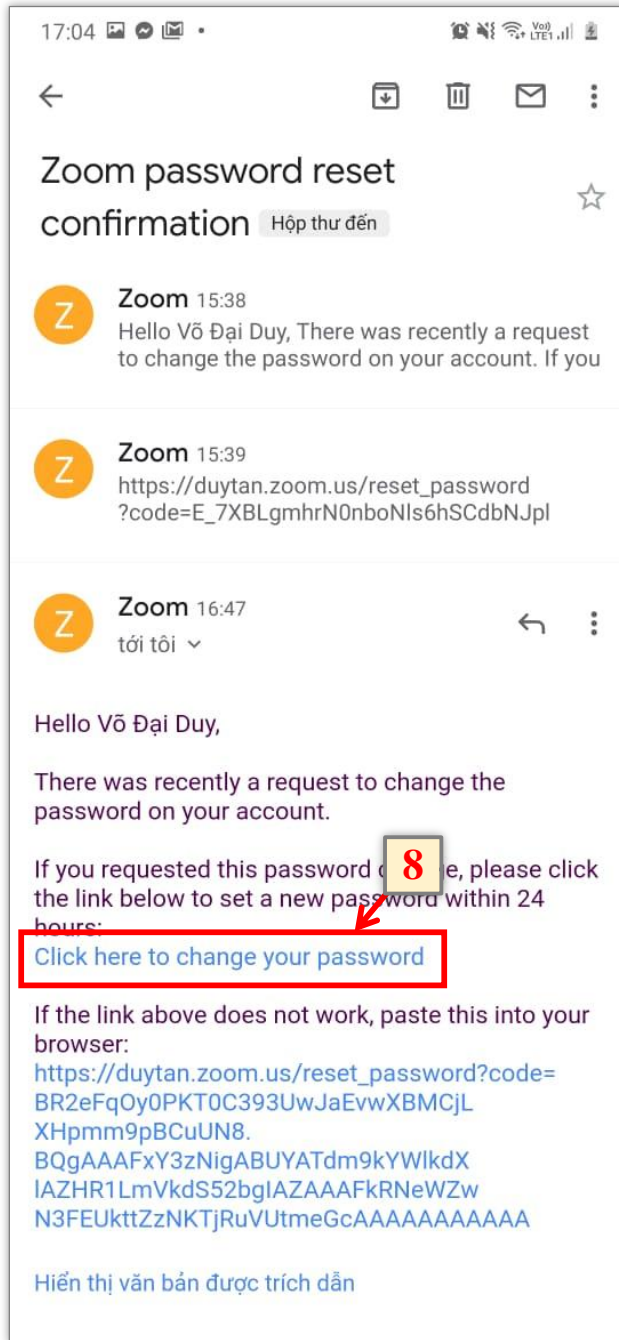 17:04
Vo)
LTE1
Zoom password reset
confirmation Hộp thư đến
Z
Zoom 15:38
Hello Võ Đại Duy, There was recently a request
to change the password on your account. If you
Z
Zoom 15:39
https://duytan.zoom.us/reset_password
?code=E_7XBLgmhrN0nboNls6hSCdbNJpl
Z
Zoom 16:47
tới tôi
Hello Võ Đại Duy,
There was recently a request to change the
password on your account.
If you requested this password 8 e, please click
the link below to set a new password within 24
hours:
Click here to change your password
If the link above does not work, paste this into your
browser:
https://duytan.zoom.us/reset_password?code=
BR2eFqOy0PKT0C393UwJaEvwXBMCjL
XHpmm9pBCuUN8.
BQgAAAFxY3zNigABUYATdm9kYWlkdX
lAZHR1LmVkdS52bgIAZAAAFkRNeWZw
N3FEUkttZzNKTjRuVUtmeGcAAAAAAAAAAA
Hiển thị văn bản được trích dẫn